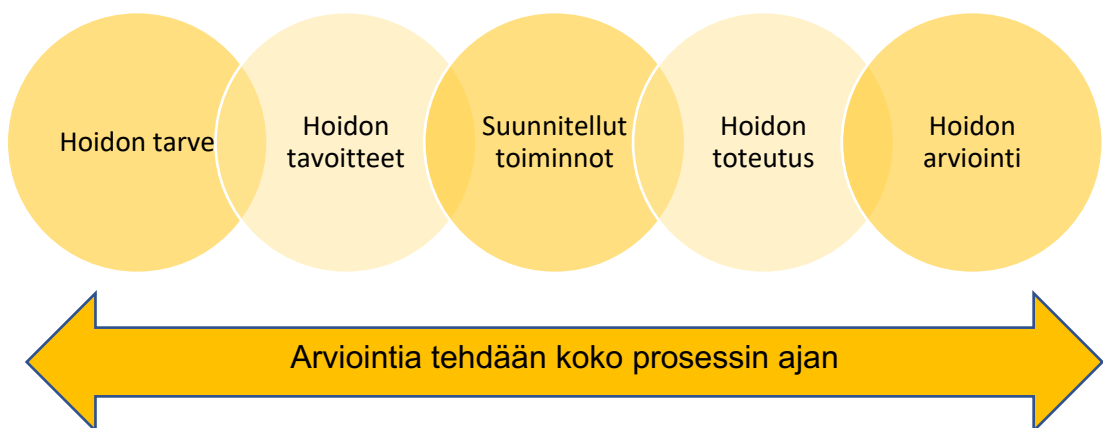 Hoidon tarve
Hoidon
tavoitteet
Suunnitellut
toiminnot
Hoidon
toteutus
Hoidon
arviointi
Arviointia tehdään koko prosessin ajan